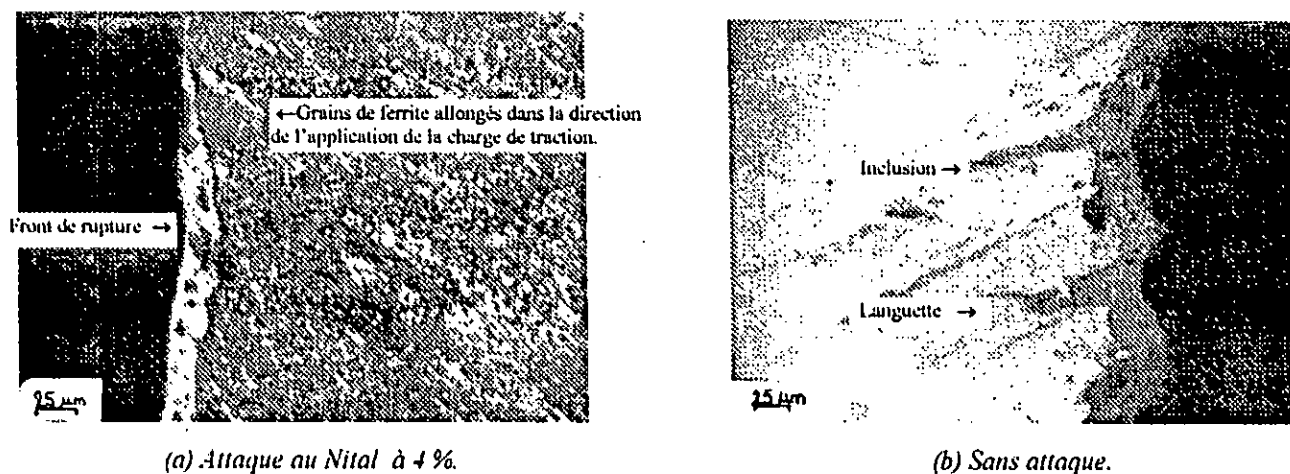 ←Grains de ferrite allongés dans la direction
de l'application de la charge de traction.
Front de rupture →
25 µm
(a) Attaque au Nital à 4 %.
Inclusion →
Languette →
25 µm
(b) Sans attaque.